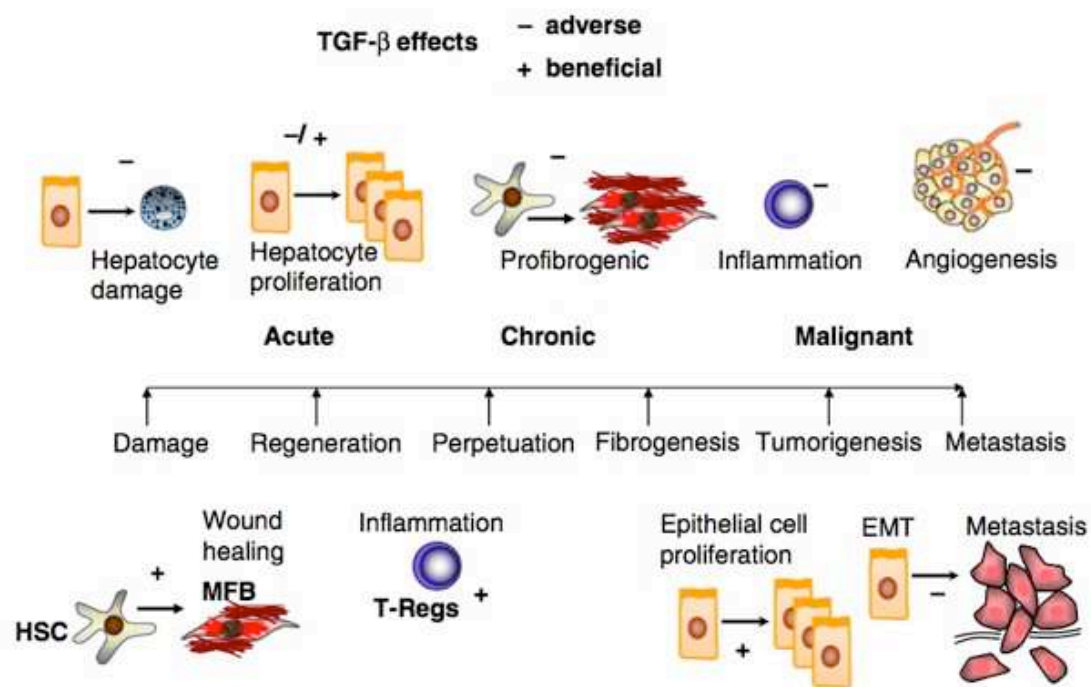 TGF-β effects
– adverse
+ beneficial
–
–/ +
–
–
–
Hepatocyte
damage
Hepatocyte
proliferation
Profibrogenic
Inflammation
Angiogenesis
Acute
Chronic
Malignant
Damage
Regeneration
Perpetuation
Fibrogenesis
Tumorigenesis
Metastasis
HSC
+
Wound
healing
MFB
Inflammation
T-Regs +
Epithelial cell
proliferation
+
EMT
–
Metastasis